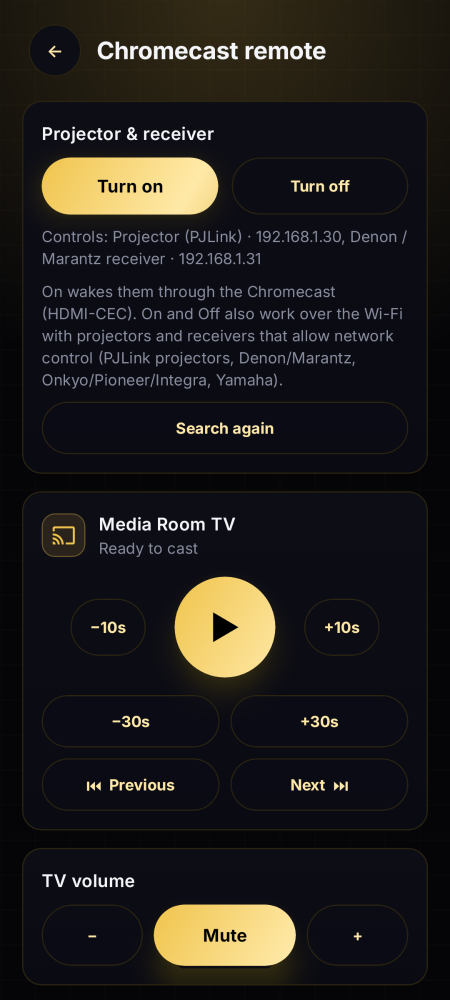 Chromecast remote
Projector & receiver
Turn on
Turn off
Controls: Projector (PJLink) · 192.168.1.30, Denon /
Marantz receiver · 192.168.1.31
On wakes them through the Chromecast
(HDMI-CEC). On and Off also work over the Wi-Fi
with projectors and receivers that allow network
control (PJLink projectors, Denon/Marantz,
Onkyo/Pioneer/Integra, Yamaha).
Search again
Media Room TV
Ready to cast
−10s
+10s
−30s
+30s
Previous
Next
TV volume
−
Mute
+